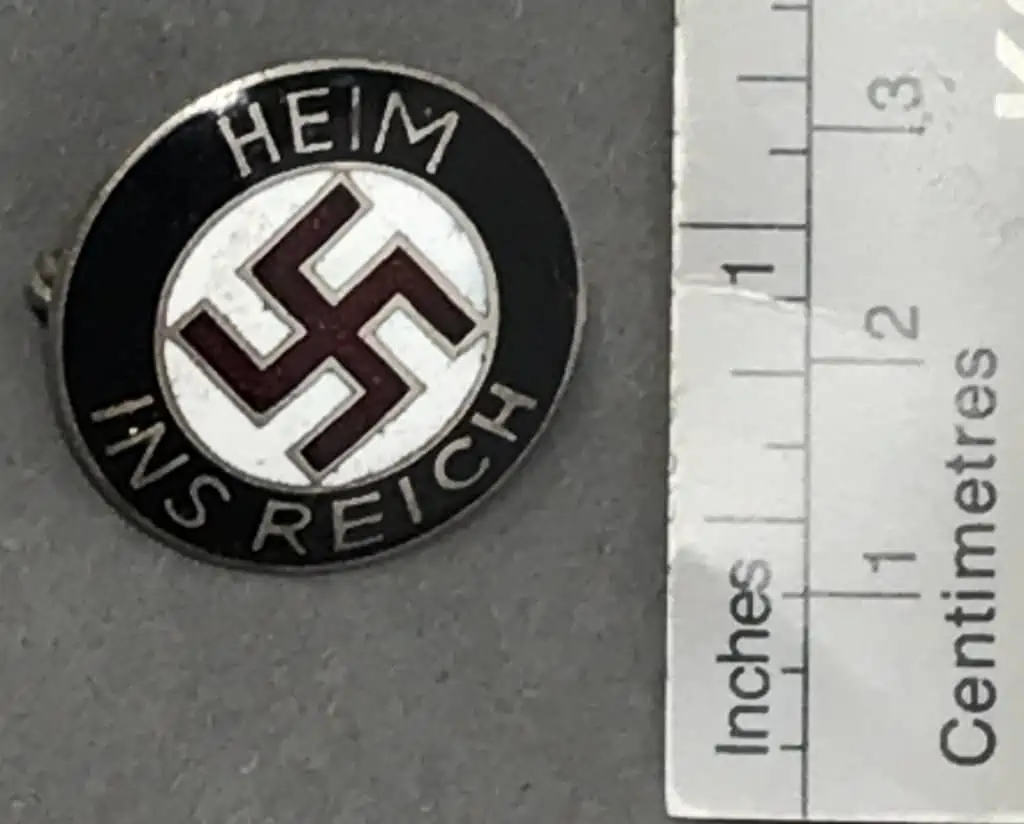 HEIM
INS REICH
1
Inches
3
2
1
Centimetres